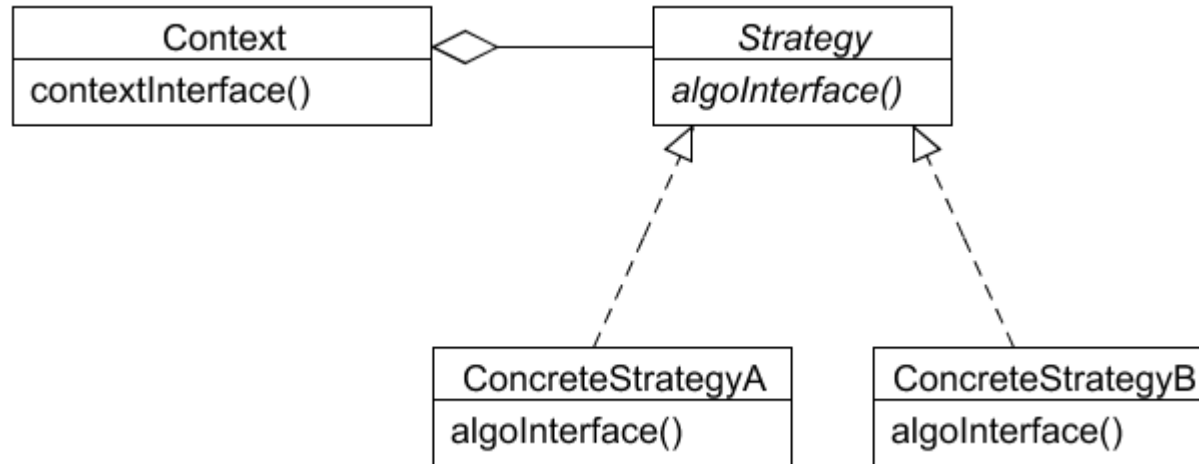 Context
contextInterface()
Strategy
algoInterface()
ConcreteStrategyA
algoInterface()
ConcreteStrategyB
algoInterface()